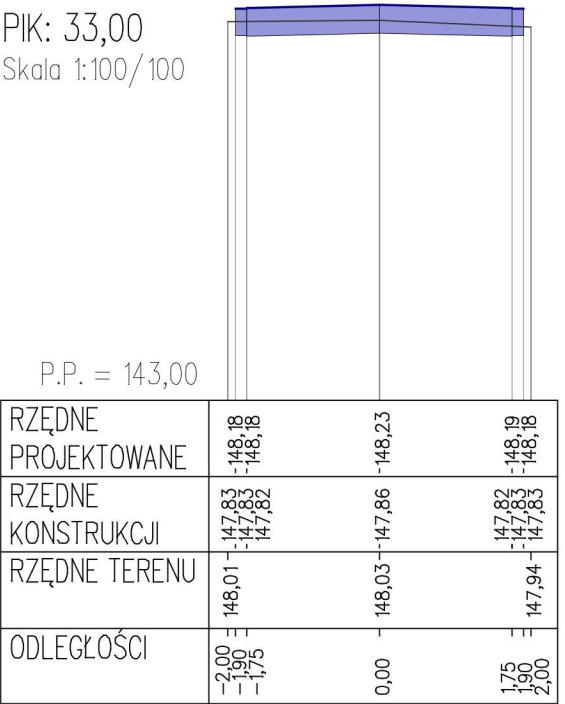 PIK: 33,00
Skala 1:100/100
P.P. = 143,00
RZĘDNE
PROJEKTOWANE
148,18
148,18
148,23
148,19
148,18
RZĘDNE
KONSTRUKCJI
147,83
147,83
147,82
147,86
147,82
147,83
147,83
RZĘDNE TERENU
148,01
148,03
147,94
ODLEGŁOŚCI
-2,00
-1,90
-1,75
0,00
1,75
1,90
2,00